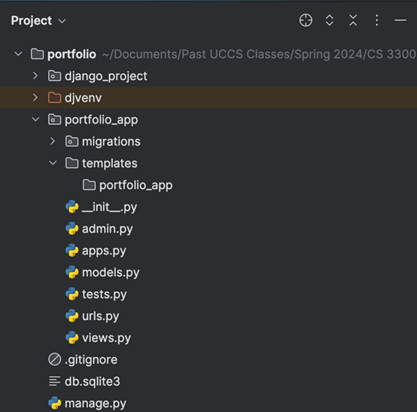 Project
portfolio ~/Documents/Past UCCS Classes/Spring 2024/CS 3300
django_project
djvenv
portfolio_app
migrations
templates
portfolio_app
__init__.py
admin.py
apps.py
models.py
tests.py
urls.py
views.py
.gitignore
db.sqlite3
manage.py